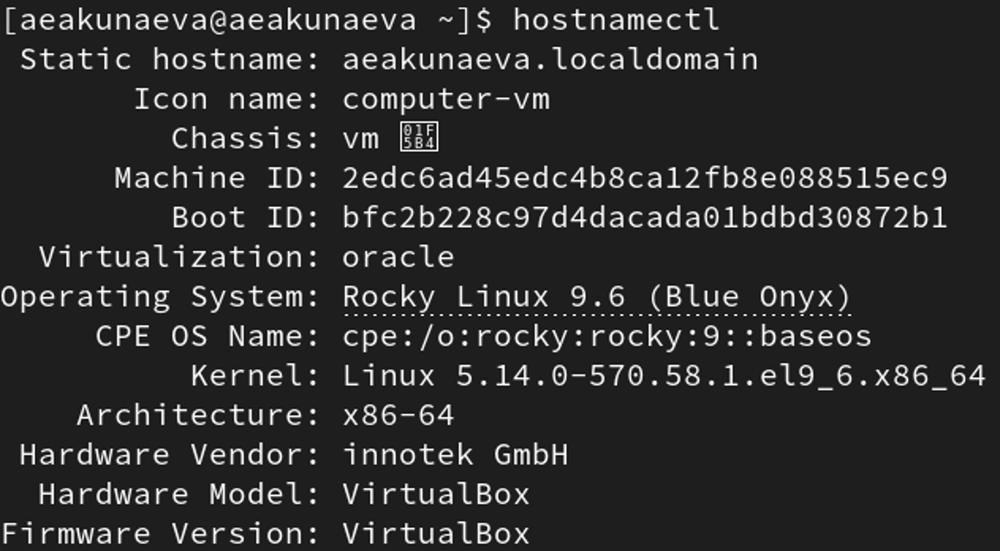 [aeakunaeva@aeakunaeva ~]$ hostnamectl
Static hostname: aeakunaeva.localdomain
Icon name: computer-vm
Chassis: vm 🖴
Machine ID: 2edc6ad45edc4b8ca12fb8e088515ec9
Boot ID: bfc2b228c97d4dacada01bdbd30872b1
Virtualization: oracle
Operating System: Rocky Linux 9.6 (Blue Onyx)
CPE OS Name: cpe:/o:rocky:rocky:9::baseos
Kernel: Linux 5.14.0-570.58.1.el9_6.x86_64
Architecture: x86-64
Hardware Vendor: innotek GmbH
Hardware Model: VirtualBox
Firmware Version: VirtualBox